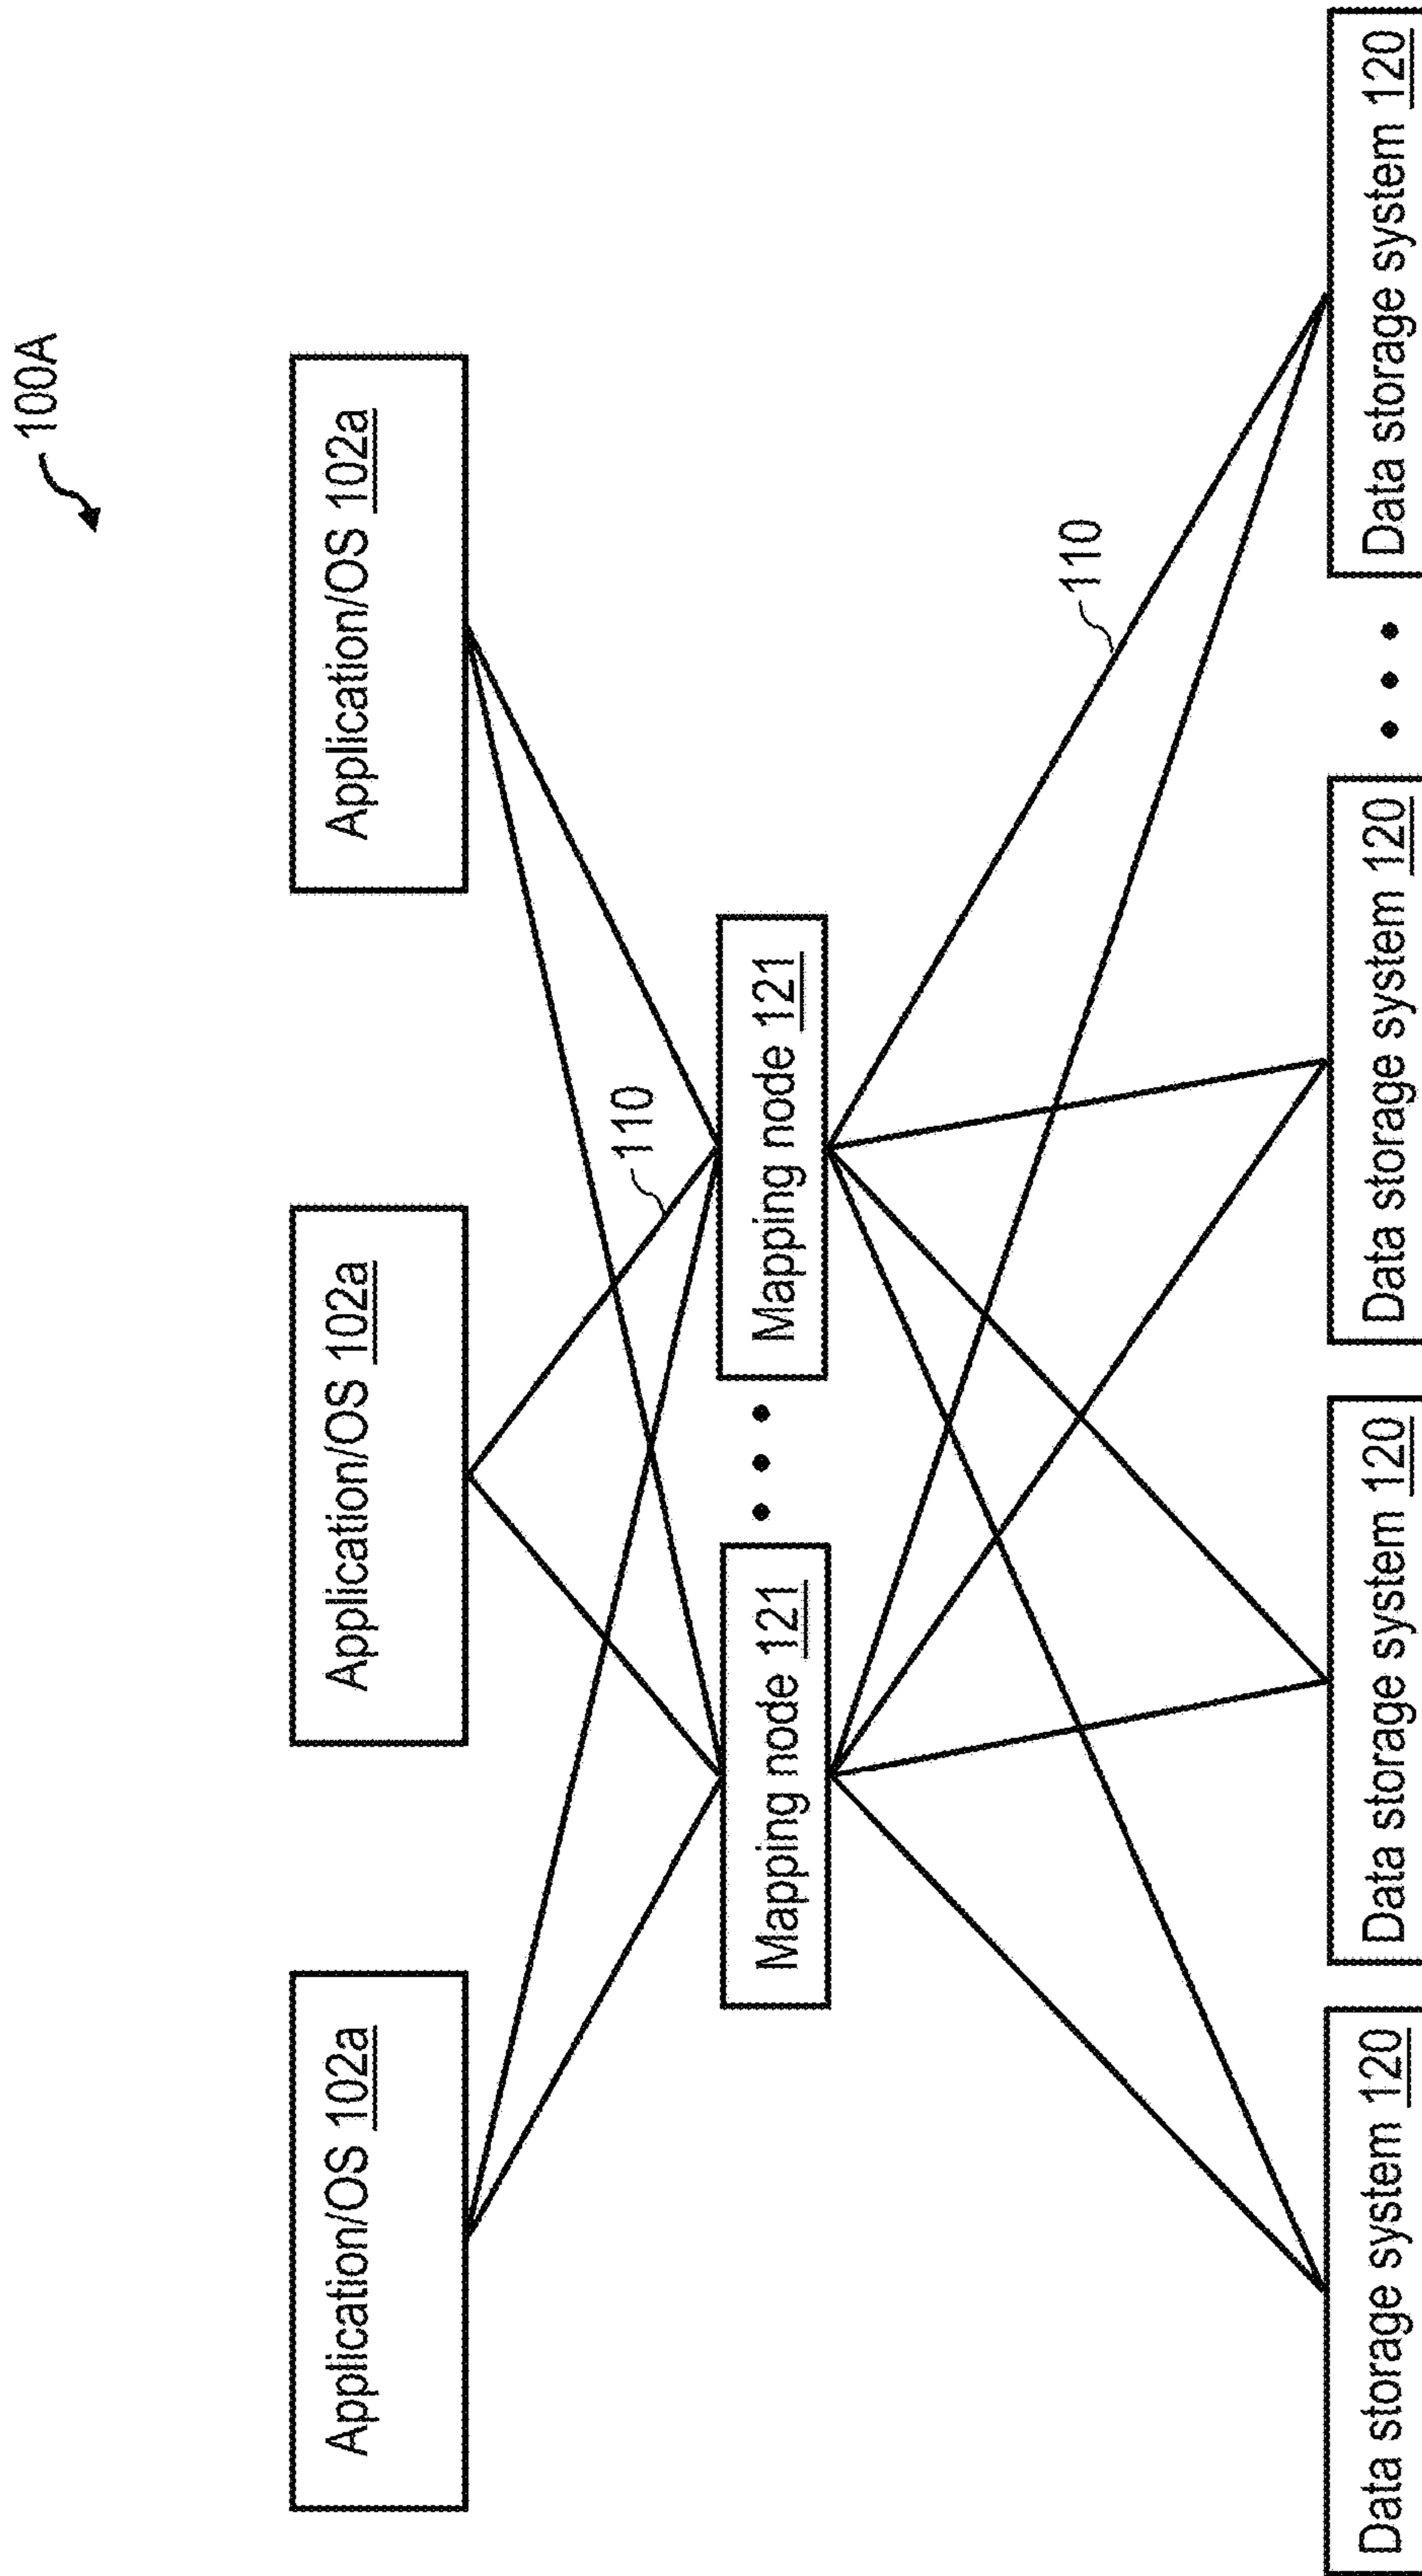 100A
Application/OS 102a
Application/OS 102a
Application/OS 102a
110
Mapping node 121
Mapping node 121
110
Data storage system 120
Data storage system 120
Data storage system 120
Data storage system 120